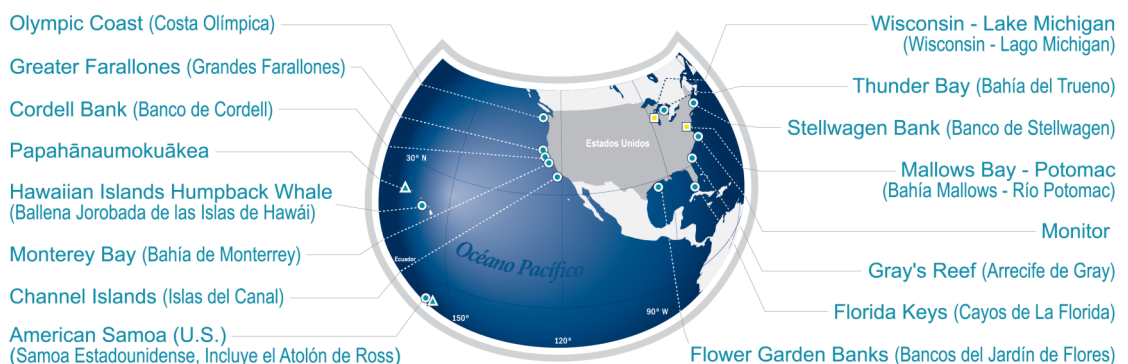 Olympic Coast (Costa Olímpica)
Greater Farallones (Grandes Farallones)
Cordell Bank (Banco de Cordell)
Papahānaumokuākea
Hawaiian Islands Humpback Whale
(Ballena Jorobada de las Islas de Hawái)
Monterey Bay (Bahía de Monterrey)
Channel Islands (Islas del Canal)
American Samoa (U.S.)
(Samoa Estadounidense, Incluye el Atolón de Ross)
Estados Unidos
30° N
Océano Pacífico
Ecuador
150°
120°
90° W
Wisconsin - Lake Michigan
(Wisconsin - Lago Michigan)
Thunder Bay (Bahía del Trueno)
Stellwagen Bank (Banco de Stellwagen)
Mallows Bay - Potomac
(Bahía Mallows - Río Potomac)
Monitor
Gray's Reef (Arrecife de Gray)
Florida Keys (Cayos de La Florida)
Flower Garden Banks (Bancos del Jardín de Flores)